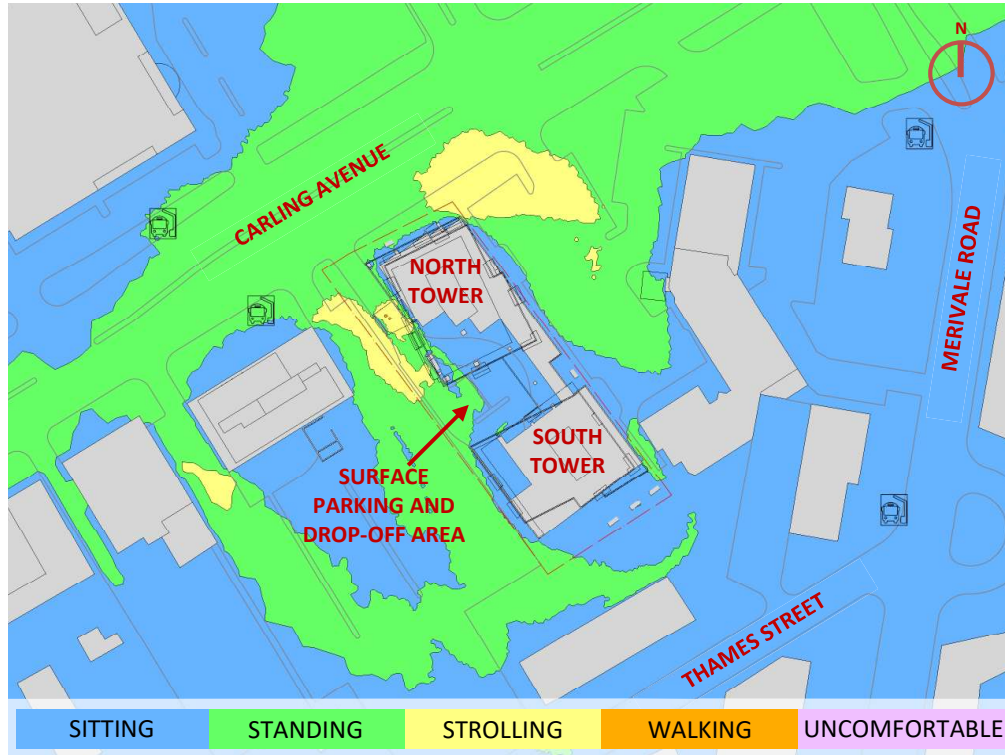 N
CARLING AVENUE
MERIVALE ROAD
NORTH
TOWER
SOUTH
TOWER
SURFACE
PARKING AND
DROP-OFF AREA
THAMES STREET
SITTING
STANDING
STROLLING
WALKING
UNCOMFORTABLE